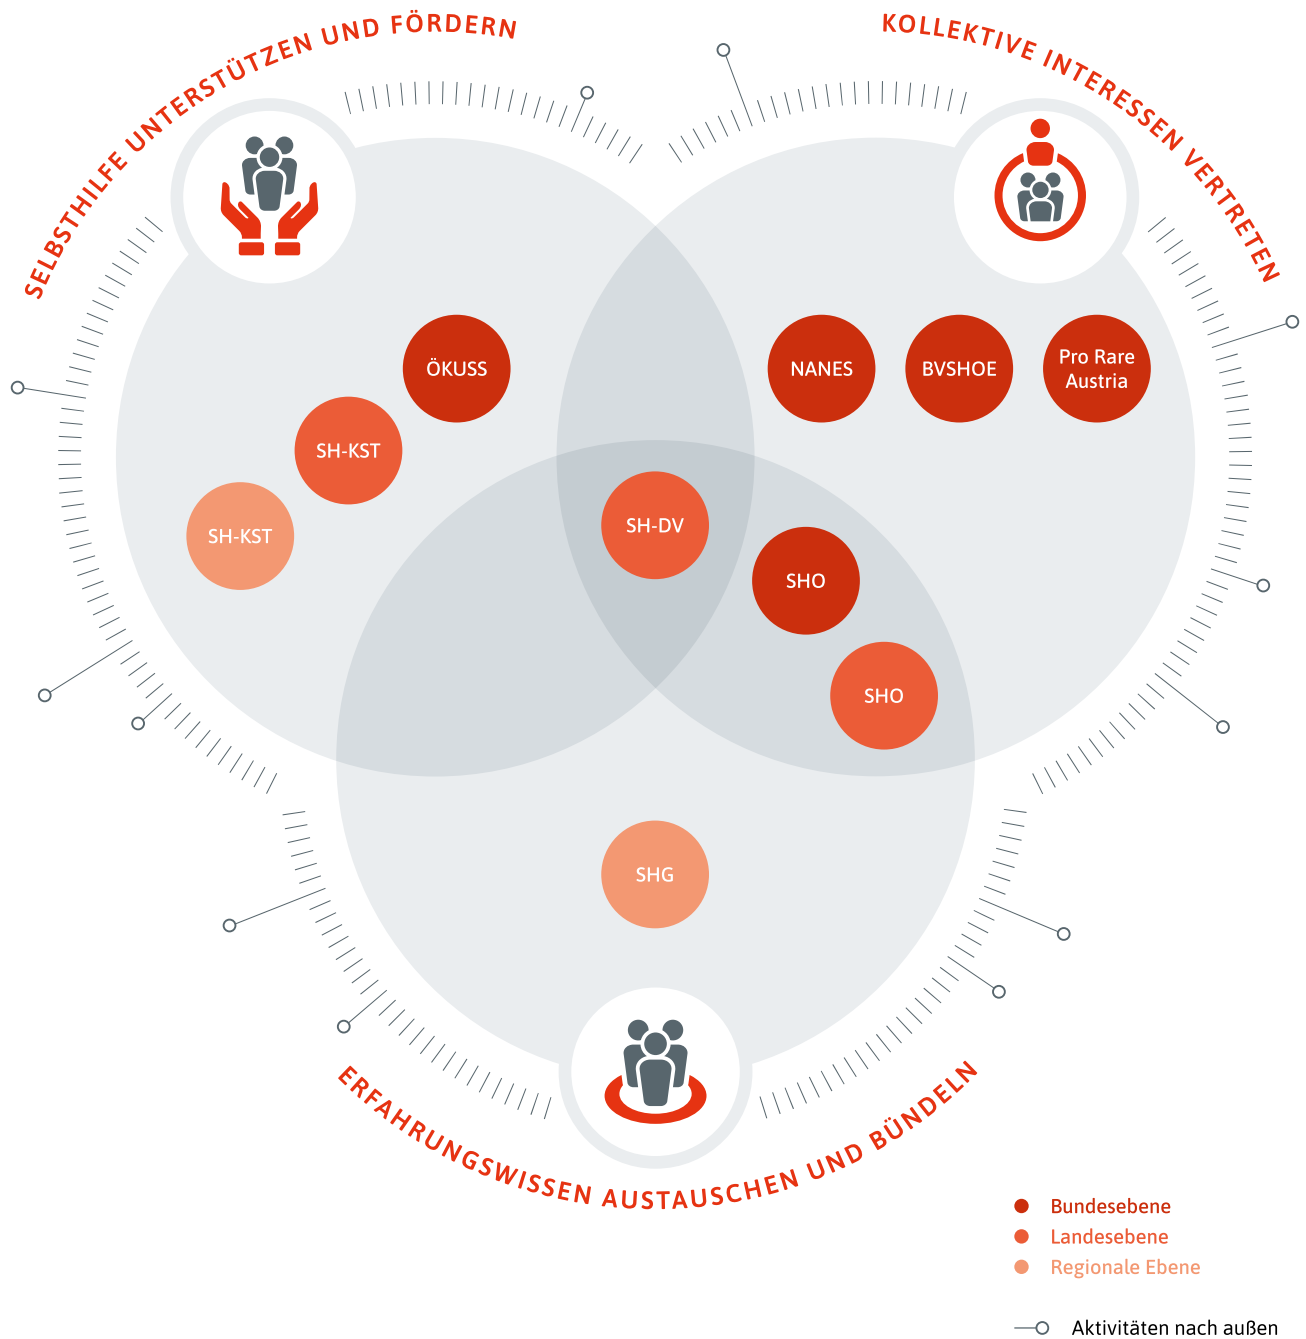 SELBSTHILFE UNTERSTÜTZEN UND FÖRDERN
KOLLEKTIVE INTERESSEN VERTRETEN
ÖKUSS
NANES
BVSHOE
Pro Rare
Austria
SH-KST
SH-KST
SH-DV
SHO
SHO
SHG
ERFAHRUNGSWISSEN AUSTAUSCHEN UND BÜNDELN
Bundesebene
Landesebene
Regionale Ebene
Aktivitäten nach außen